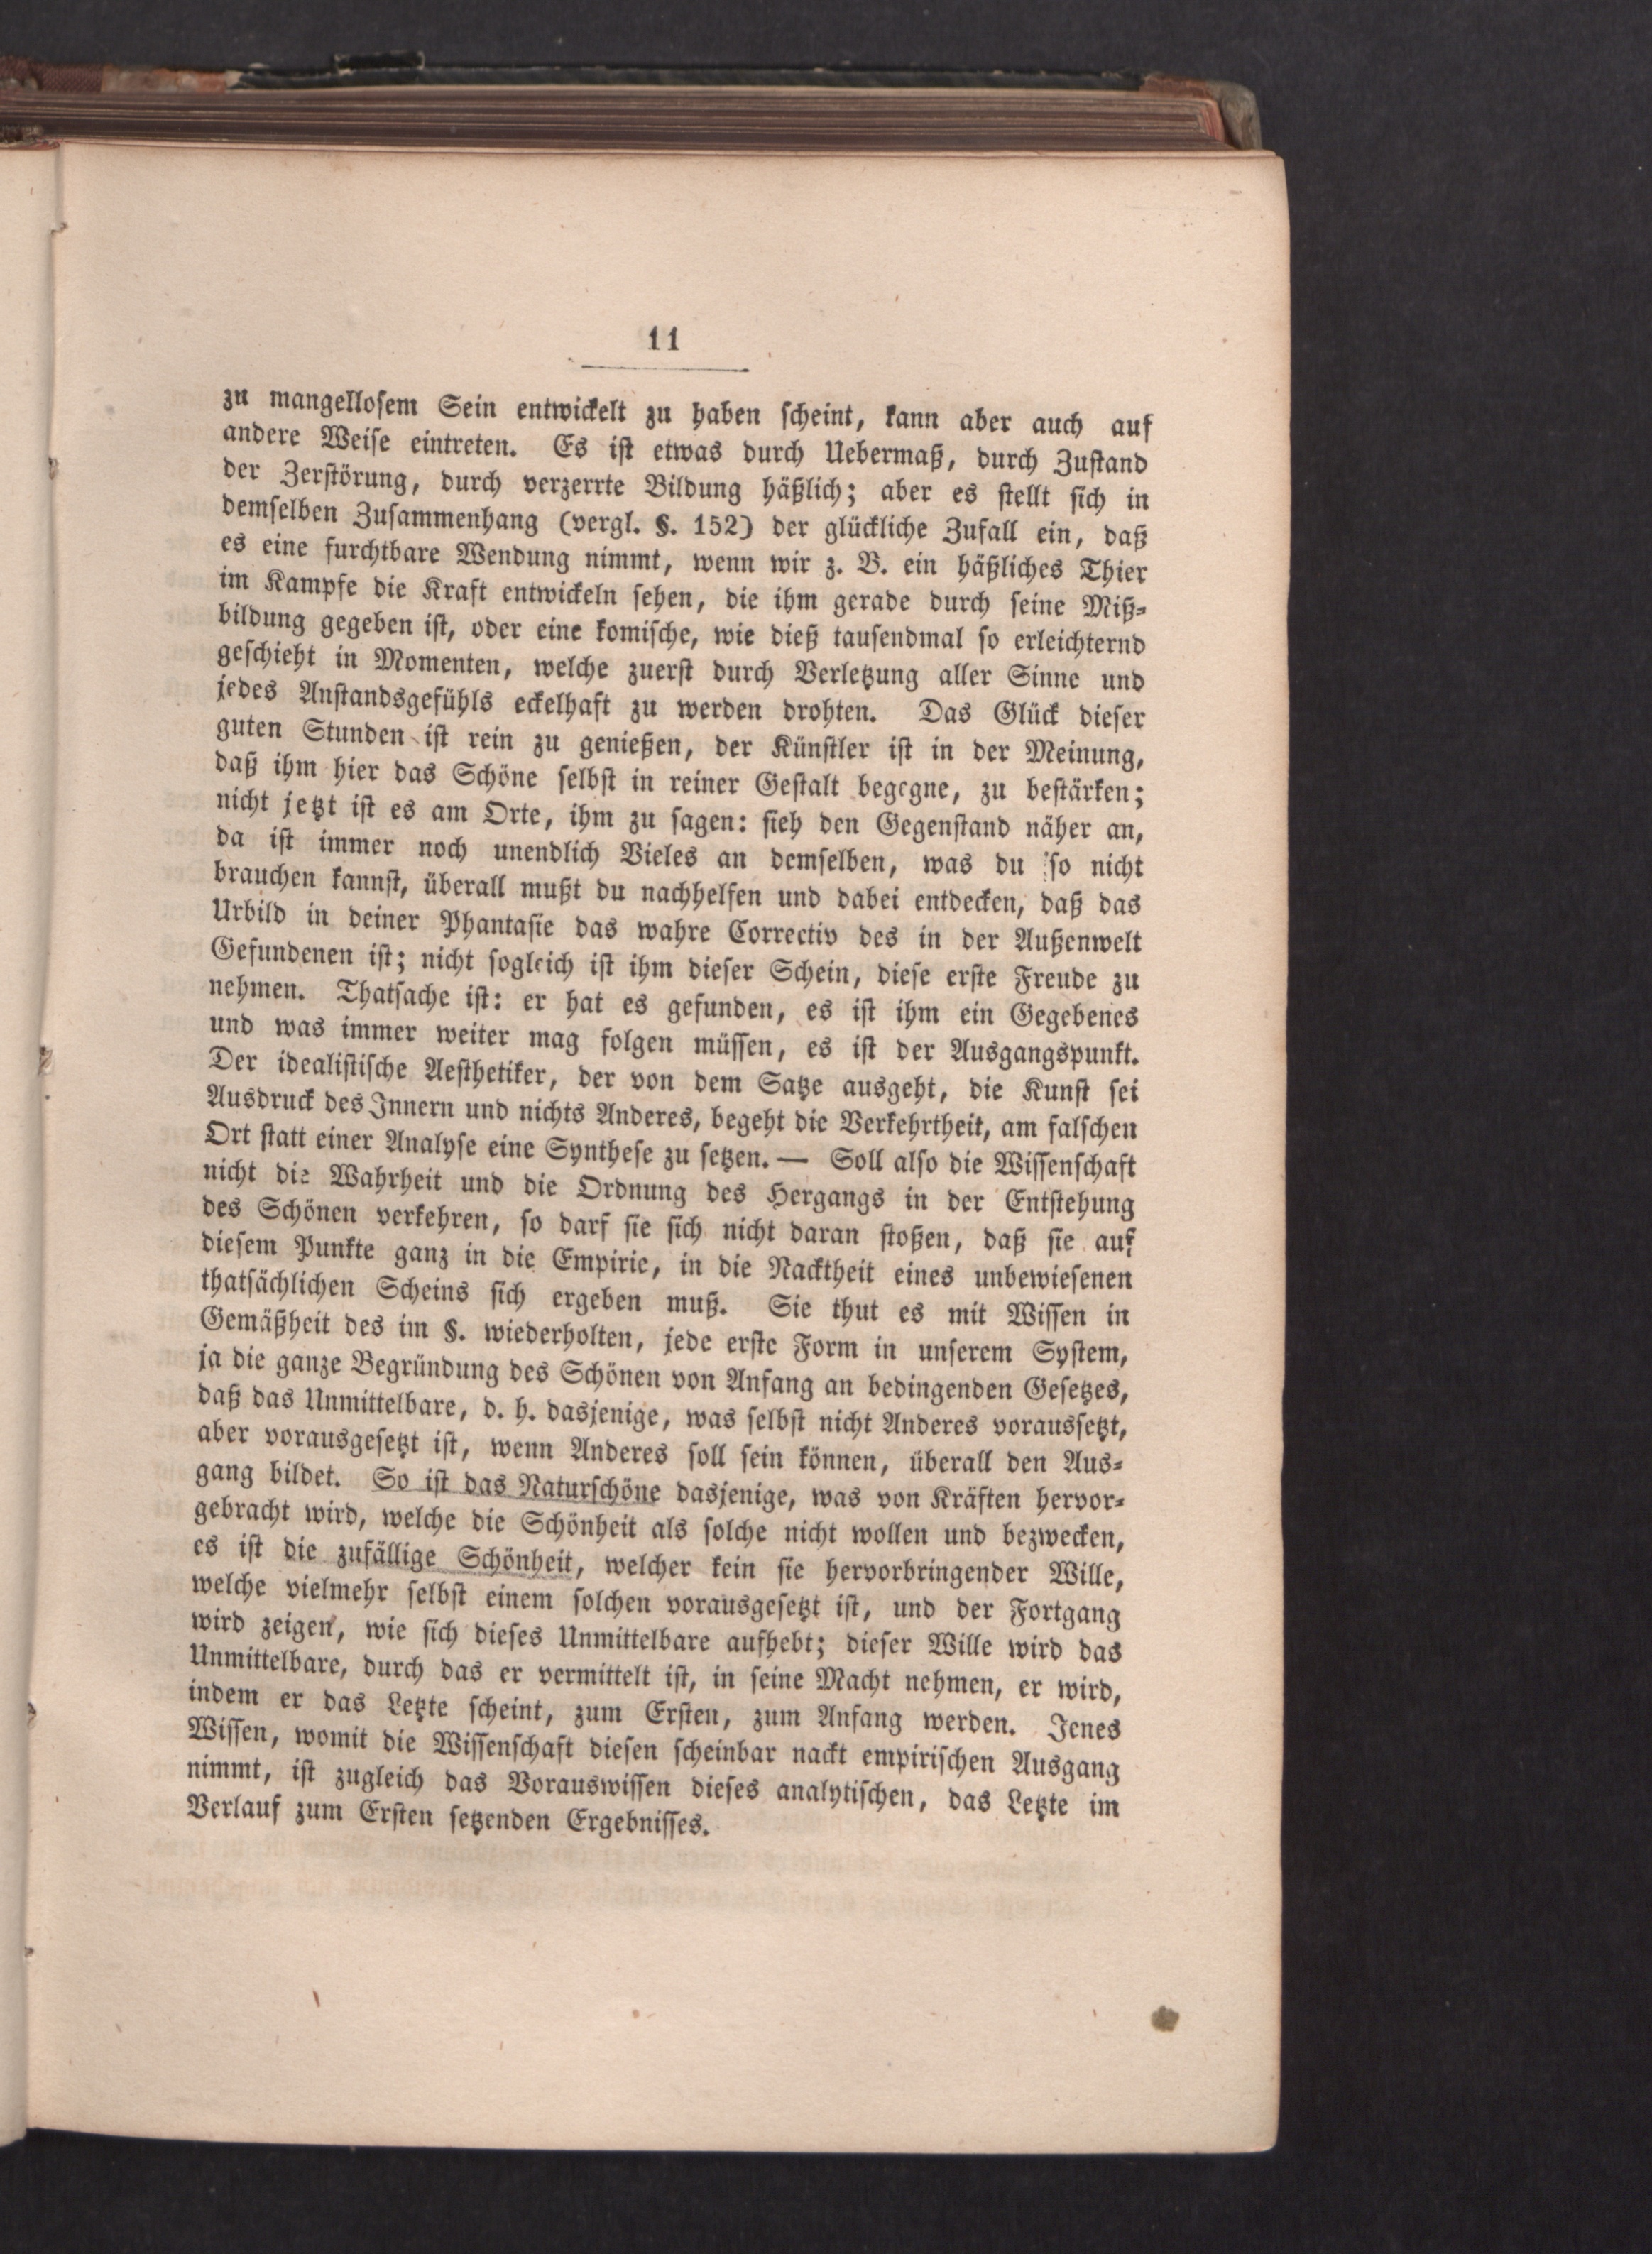 11
zu mangellosem Sein entwickelt zu haben scheint, kann aber auch auf
andere Weise eintreten. Es ist etwas durch Uebermaß, durch Zustand
der Zerstörung, durch verzerrte Bildung häßlich; aber es stellt sich in
demselben Zusammenhang (vergl. §. 152) der glückliche Zufall ein, daß
es eine furchtbare Wendung nimmt, wenn wir z. B. ein häßliches Thier
im Kampfe die Kraft entwickeln sehen, die ihm gerade durch seine Miß-
bildung gegeben ist, oder eine komische, wie dieß tausendmal so erleichternd
geschieht in Momenten, welche zuerst durch Verletzung aller Sinne und
jedes Anstandsgefühls eckelhaft zu werden drohten. Das Glück dieser
guten Stunden ist rein zu genießen, der Künstler ist in der Meinung,
daß ihm hier das Schöne selbst in reiner Gestalt begegne, zu bestärken;
nicht jetzt ist es am Orte, ihm zu sagen: sieh den Gegenstand näher an,
da ist immer noch unendlich Vieles an demselben, was du so nicht
brauchen kannst, überall mußt du nachhelfen und dabei entdecken, daß das
Urbild in deiner Phantasie das wahre Correctiv des in der Außenwelt
Gefundenen ist; nicht sogleich ist ihm dieser Schein, diese erste Freude zu
nehmen. Thatsache ist: er hat es gefunden, es ist ihm ein Gegebenes
und was immer weiter mag folgen müssen, es ist der Ausgangspunkt.
Der idealistische Aesthetiker, der von dem Satze ausgeht, die Kunst sei
Ausdruck des Innern und nichts Anderes, begeht die Verkehrtheit, am falschen
Ort statt einer Analyse eine Synthese zu setzen. — Soll also die Wissenschaft
nicht die Wahrheit und die Ordnung des Hergangs in der Entstehung
des Schönen verkehren, so darf sie sich nicht daran stoßen, daß sie auf
diesem Punkte ganz in die Empirie, in die Nacktheit eines unbewiesenen
thatsächlichen Scheins sich ergeben muß. Sie thut es mit Wissen in
Gemäßheit des im §. wiederholten, jede erste Form in unserem System,
ja die ganze Begründung des Schönen von Anfang an bedingenden Gesetzes,
daß das Unmittelbare, d. h. dasjenige, was selbst nicht Anderes voraussetzt,
aber vorausgesetzt ist, wenn Anderes soll sein können, überall den Aus-
gang bildet. So ist das Naturschöne dasjenige, was von Kräften hervor-
gebracht wird, welche die Schönheit als solche nicht wollen und bezwecken,
es ist die zufällige Schönheit, welcher kein sie hervorbringender Wille,
welche vielmehr selbst einem solchen vorausgesetzt ist, und der Fortgang
wird zeigen, wie sich dieses Unmittelbare aufhebt; dieser Wille wird das
Unmittelbare, durch das er vermittelt ist, in seine Macht nehmen, er wird,
indem er das Letzte scheint, zum Ersten, zum Anfang werden. Jenes
Wissen, womit die Wissenschaft diesen scheinbar nackt empirischen Ausgang
nimmt, ist zugleich das Vorauswissen dieses analytischen, das Letzte im
Verlauf zum Ersten setzenden Ergebnisses.